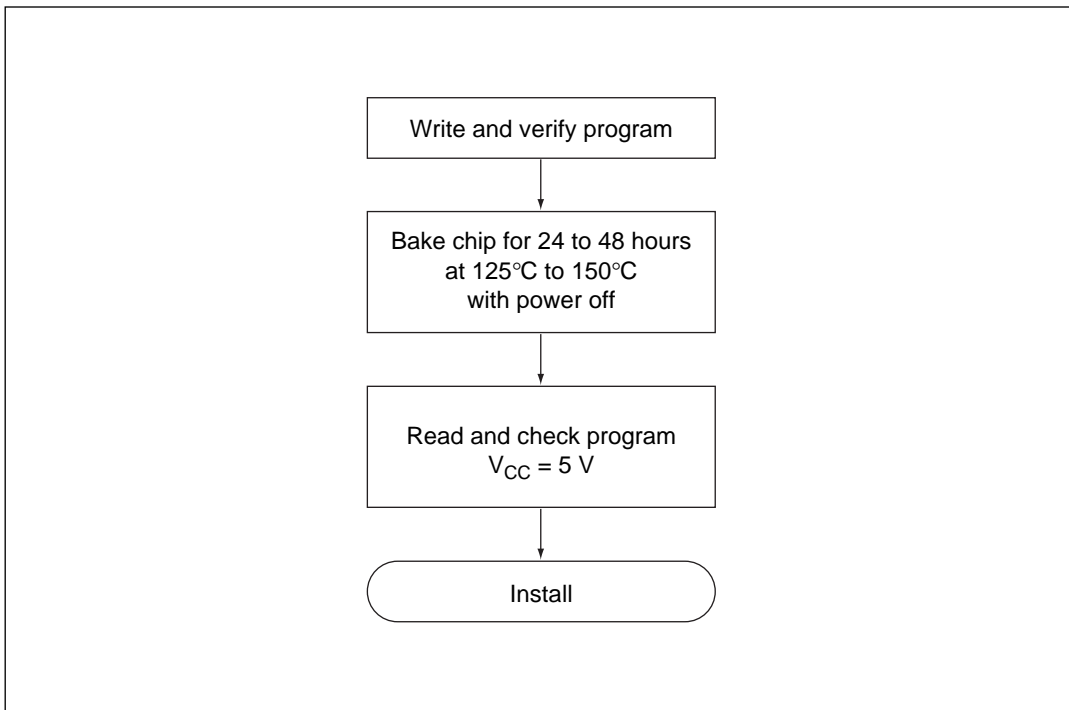 Write and verify program
Bake chip for 24 to 48 hours
at 125°C to 150°C
with power off
Read and check program
V_CC = 5 V
Install